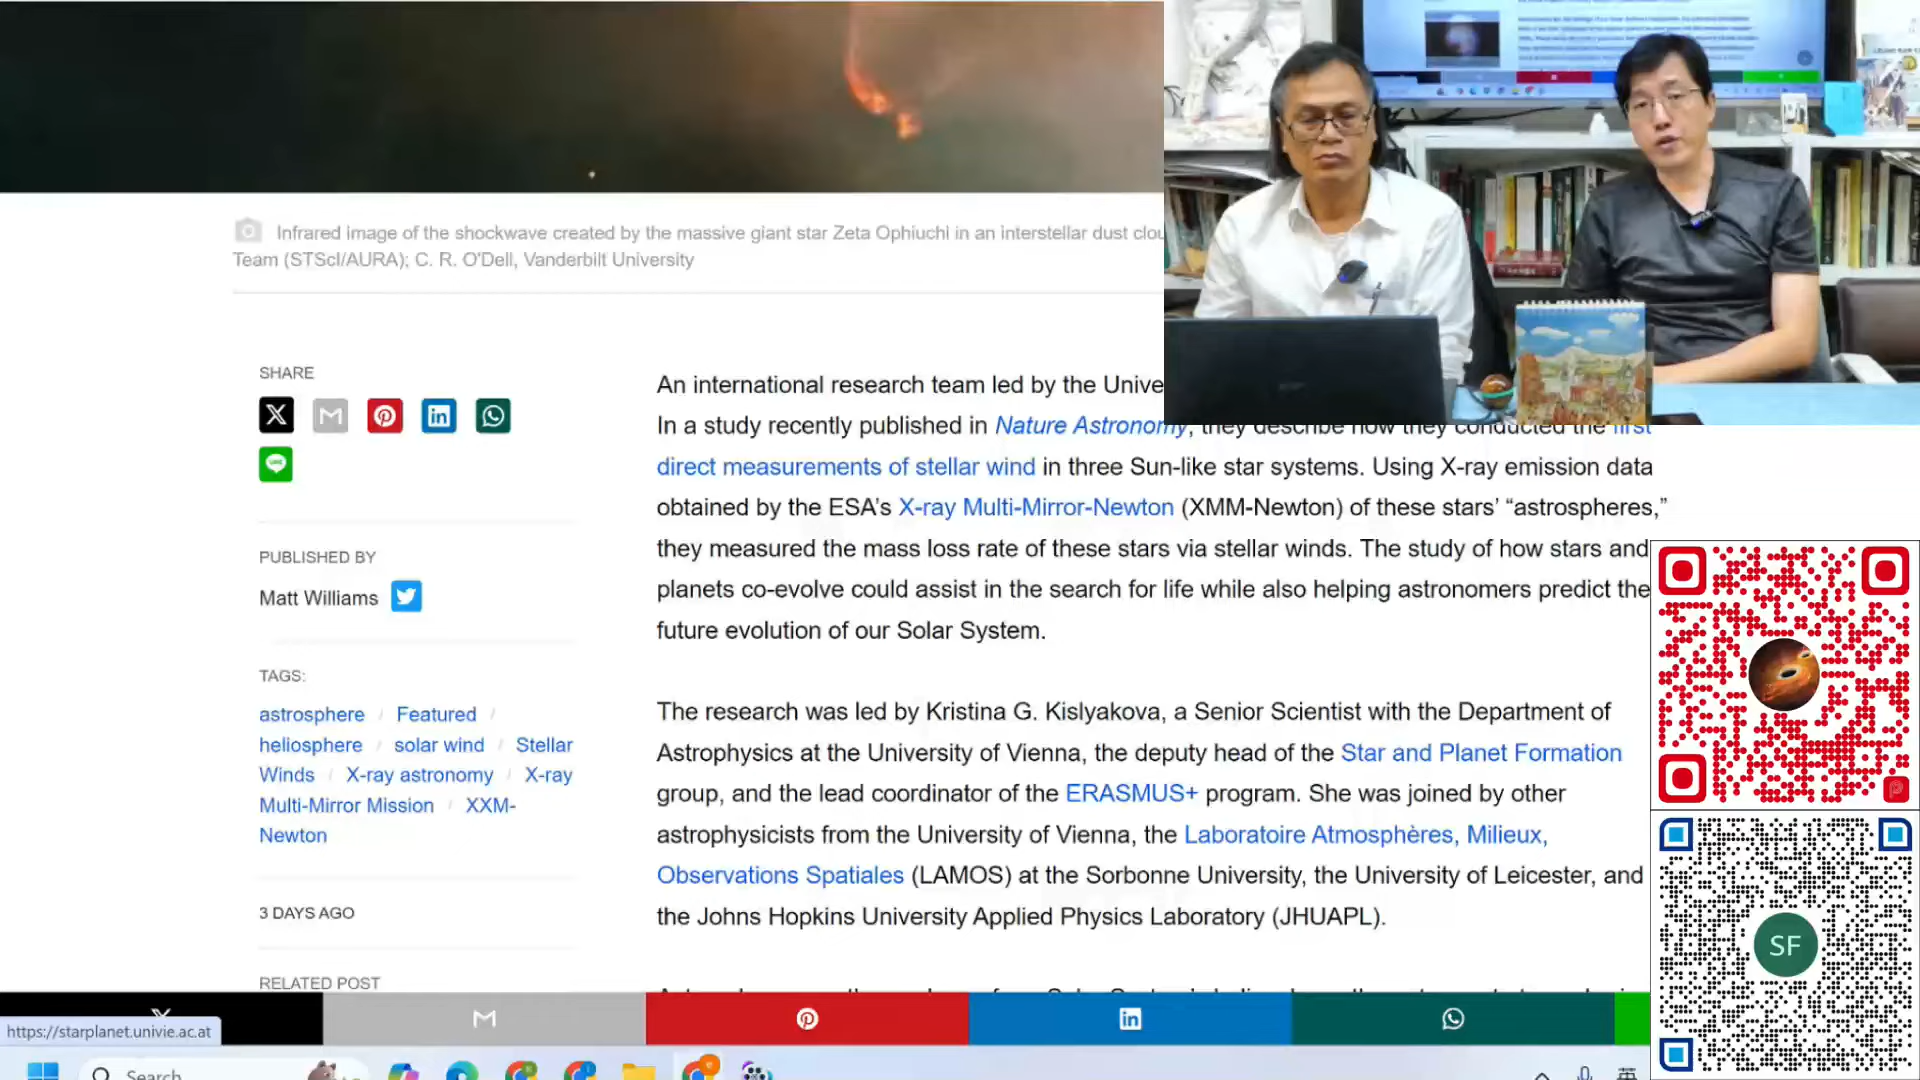 Infrared image of the shockwave created by the massive giant star Zeta Ophiuchi in an interstellar dust clou
Team (STScI/AURA); C. R. O'Dell, Vanderbilt University
SHARE
PUBLISHED BY
Matt Williams
TAGS:
astrosphere / Featured /
heliosphere / solar wind / Stellar
Winds / X-ray astronomy / X-ray
Multi-Mirror Mission / XXM-
Newton
3 DAYS AGO
RELATED POST
An international research team led by the Unive
In a study recently published in Nature Astronomy, they describe how they conducted the first
direct measurements of stellar wind in three Sun-like star systems. Using X-ray emission data
obtained by the ESA's X-ray Multi-Mirror-Newton (XMM-Newton) of these stars' “astrospheres,”
they measured the mass loss rate of these stars via stellar winds. The study of how stars and
planets co-evolve could assist in the search for life while also helping astronomers predict the
future evolution of our Solar System.
The research was led by Kristina G. Kislyakova, a Senior Scientist with the Department of
Astrophysics at the University of Vienna, the deputy head of the Star and Planet Formation
group, and the lead coordinator of the ERASMUS+ program. She was joined by other
astrophysicists from the University of Vienna, the Laboratoire Atmosphères, Milieux,
Observations Spatiales (LAMOS) at the Sorbonne University, the University of Leicester, and
the Johns Hopkins University Applied Physics Laboratory (JHUAPL).
SF
https://starplanet.univie.ac.at
Search
英